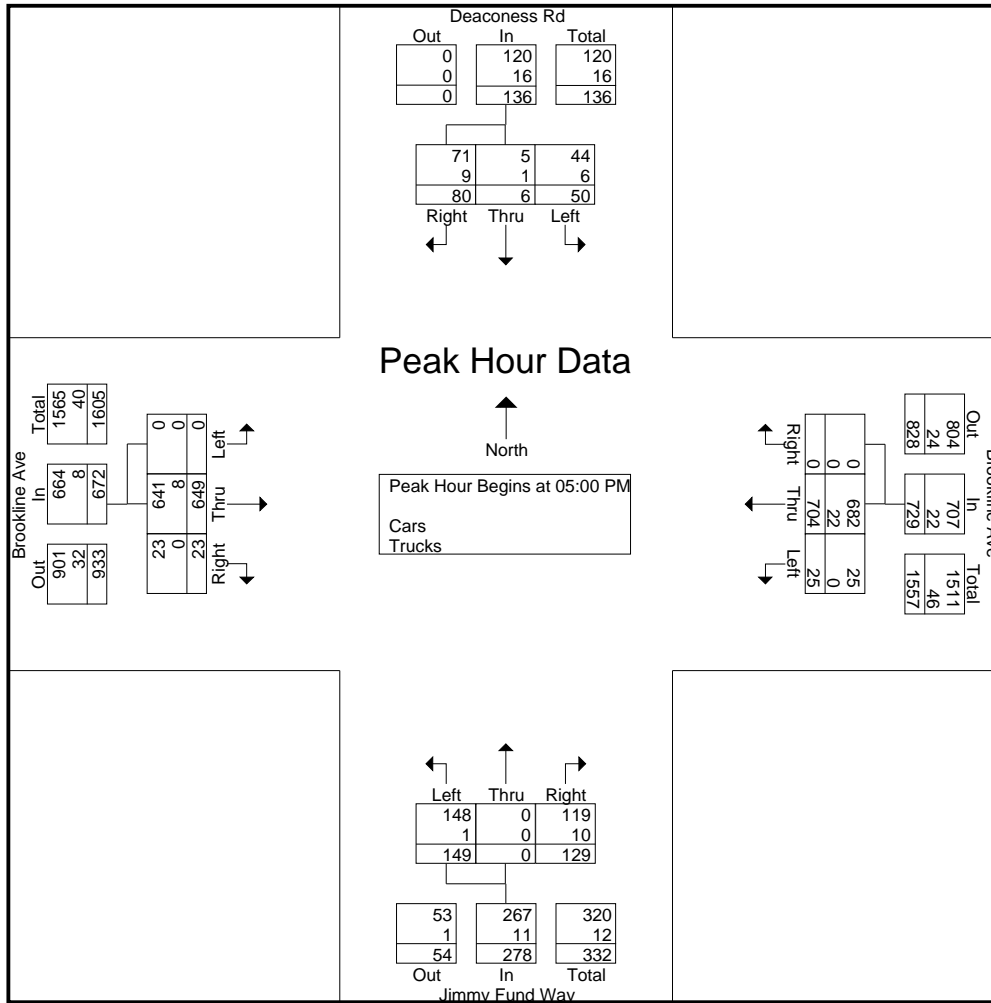 Deaconess Rd
Out In Total
0 120 120
0 16 16
0 136 136
71 5 44
9 1 6
80 6 50
Right Thru Left
Peak Hour Data
North
Peak Hour Begins at 05:00 PM
Cars
Trucks
Brookline Ave
Total In Out
1565 664 901
40 8 32
1605 672 933
0 641 23
0 8 0
0 649 23
Left Thru Right
Brookline Ave
Out In Total
804 707 1511
24 22 46
828 729 1557
0 682 25
0 22 0
0 704 25
Right Thru Left
Left Thru Right
148 0 119
1 0 10
149 0 129
53 267 320
1 11 12
54 278 332
Out In Total
Jimmy Fund Way